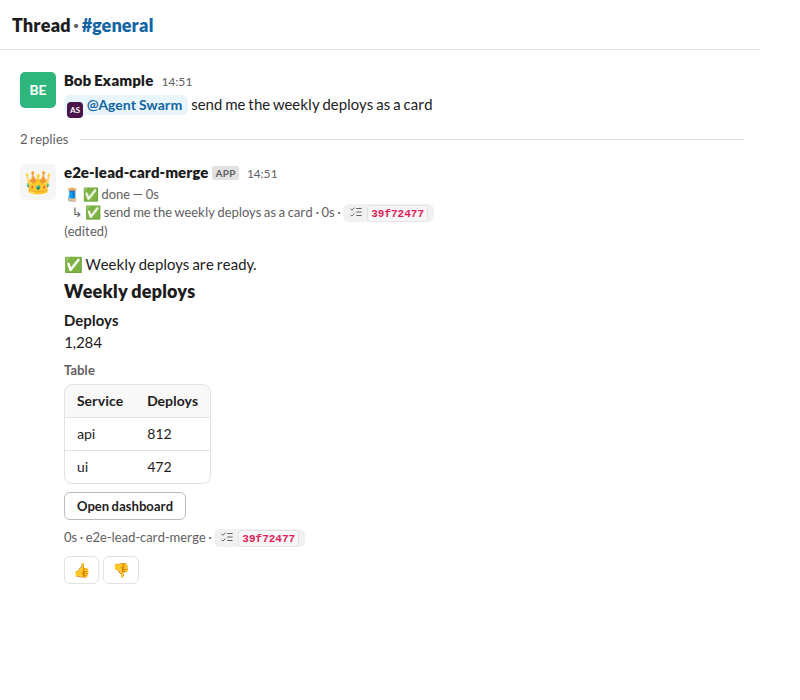 Thread · #general
BE
Bob Example 14:51
AS @Agent Swarm send me the weekly deploys as a card
2 replies
e2e-lead-card-merge APP 14:51
🧵 ✅ done — 0s
↳ ✅ send me the weekly deploys as a card · 0s · 39f72477
(edited)
✅ Weekly deploys are ready.
Weekly deploys
Deploys
1,284
Table
Service Deploys
api 812
ui 472
Open dashboard
0s · e2e-lead-card-merge · 39f72477
👍 👎